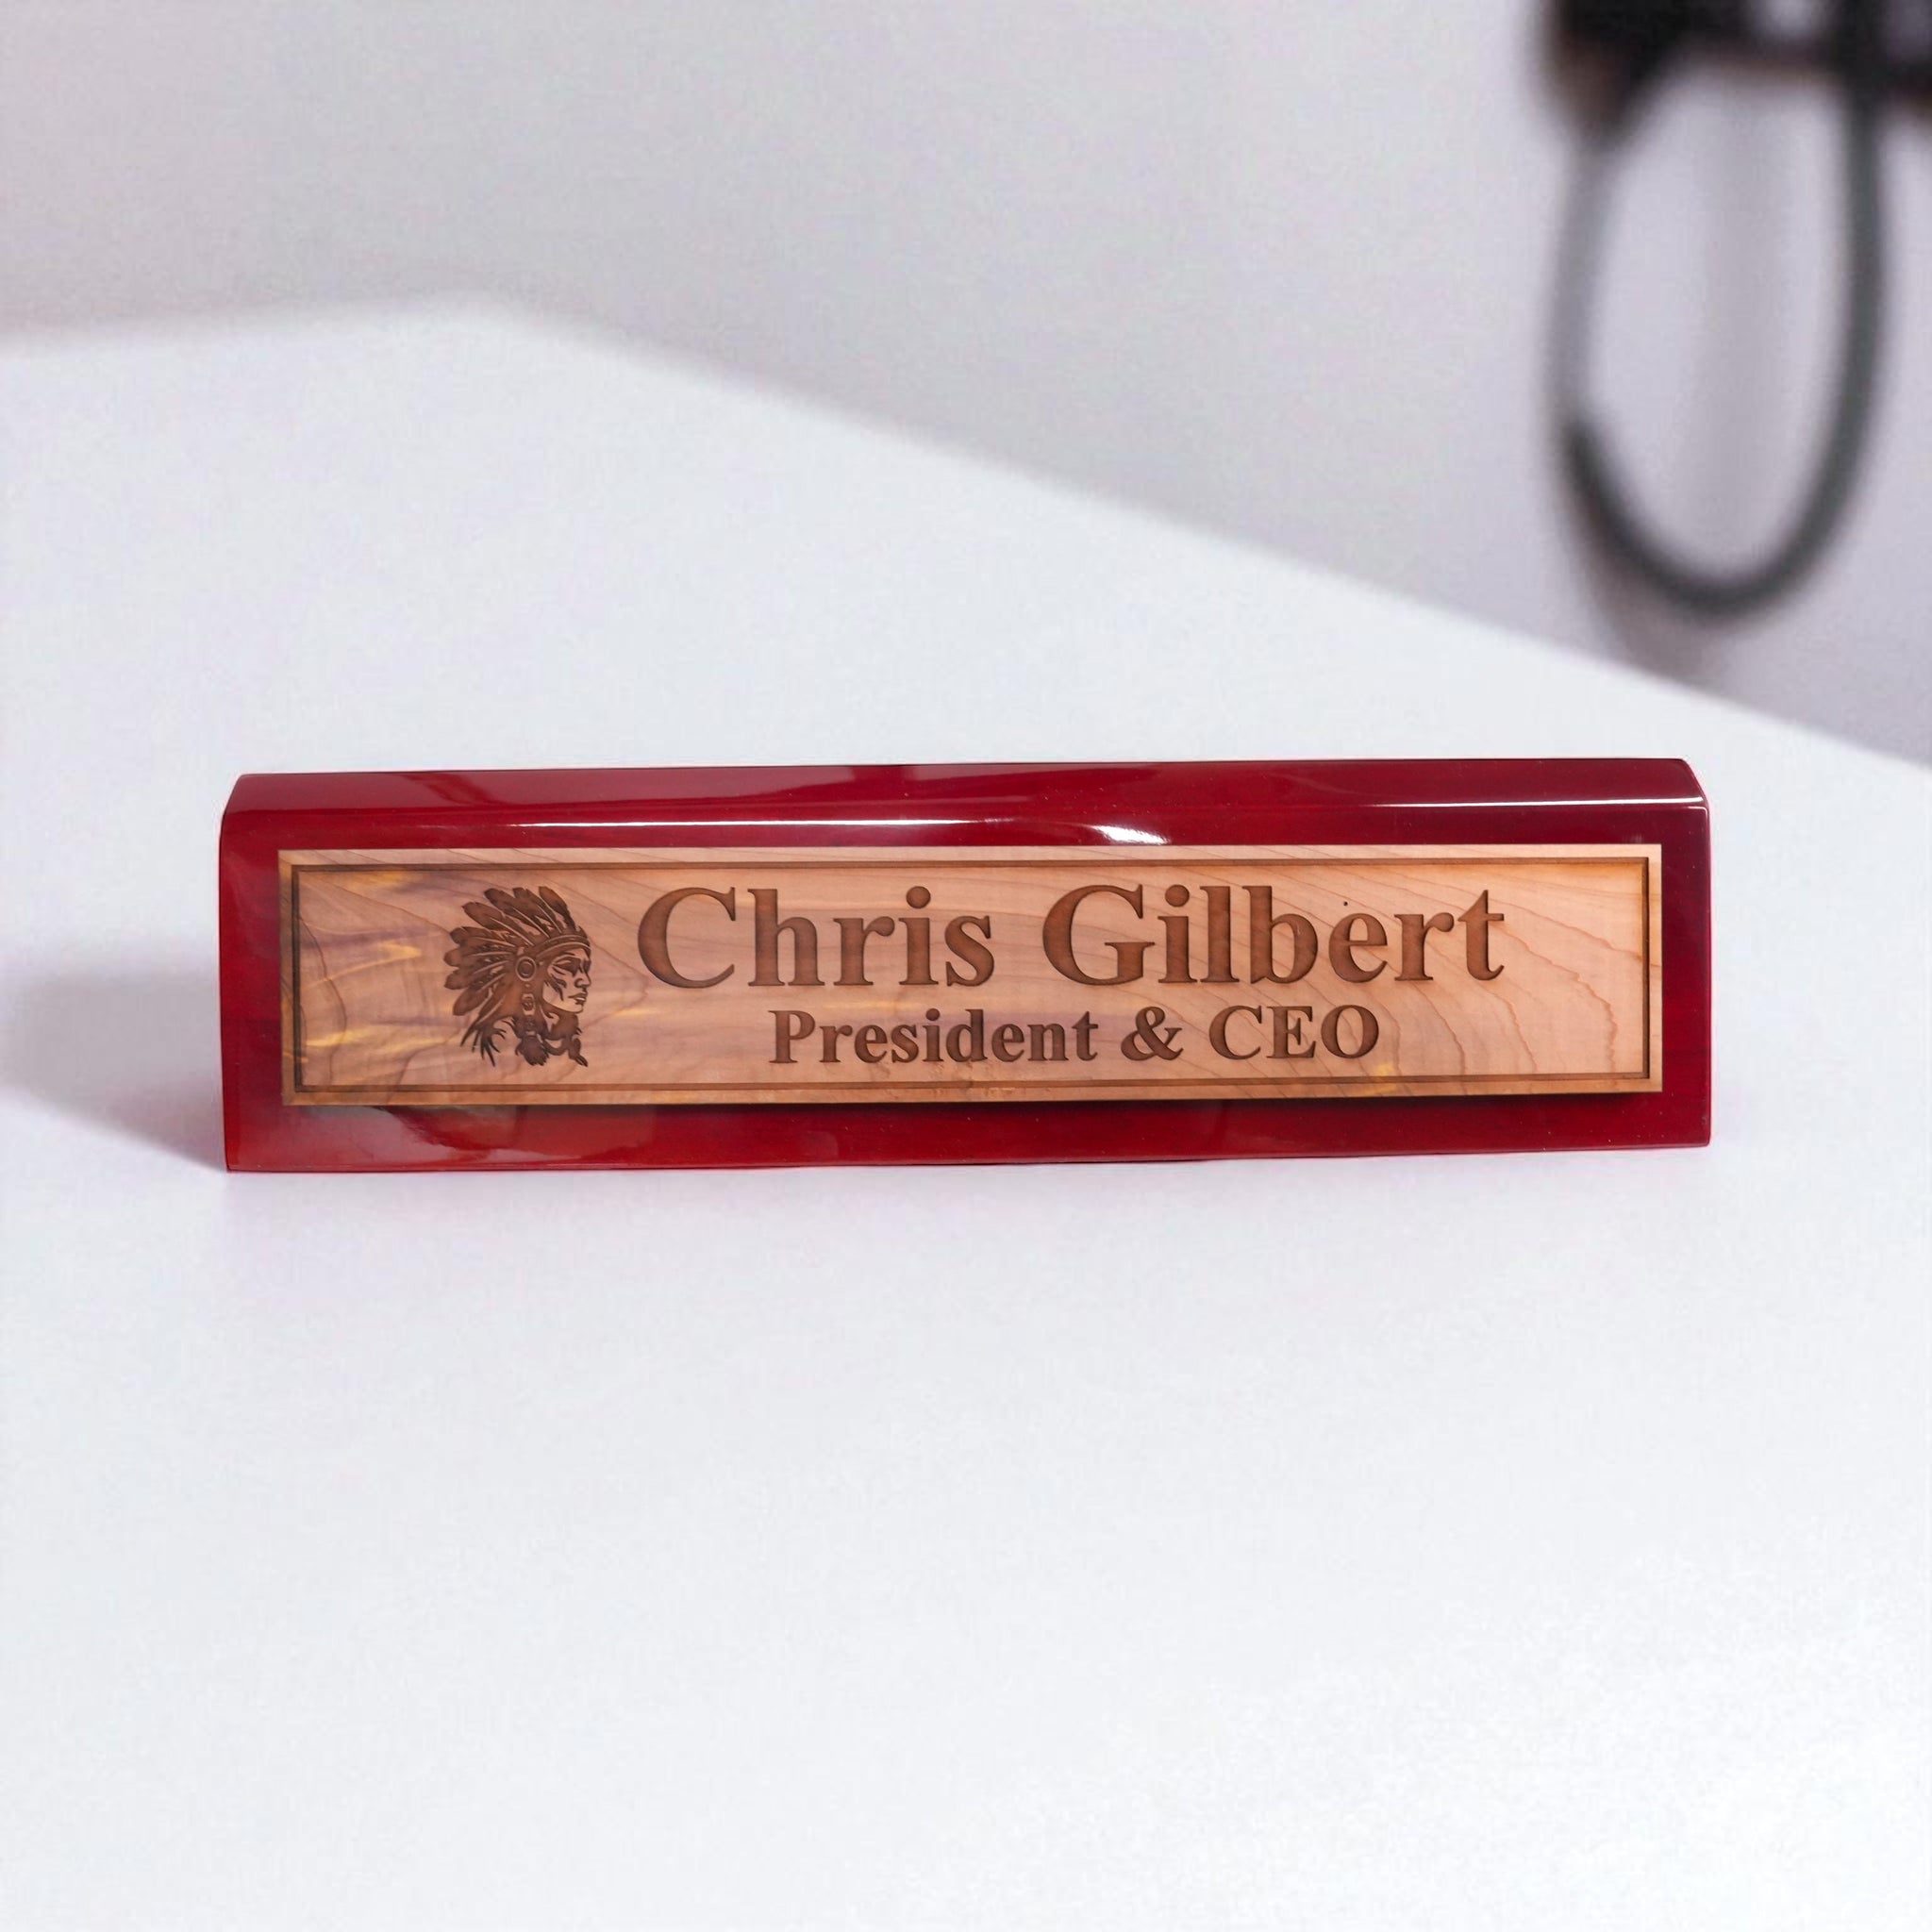 Chris Gilbert
President & CEO